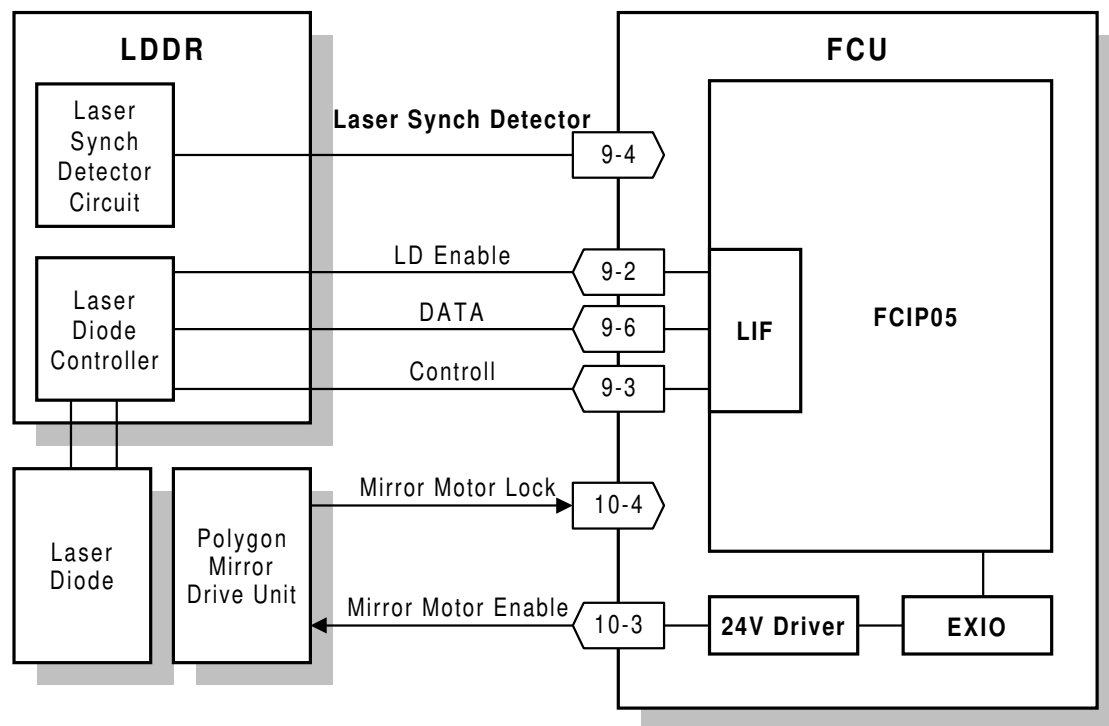 LDDR
Laser
Synch
Detector
Circuit
Laser
Diode
Controller
Laser
Diode
Polygon
Mirror
Drive Unit
Laser Synch Detector
LD Enable
DATA
Controll
Mirror Motor Lock
Mirror Motor Enable
9-4
9-2
9-6
9-3
10-4
10-3
FCU
FCIP05
LIF
24V Driver
EXIO